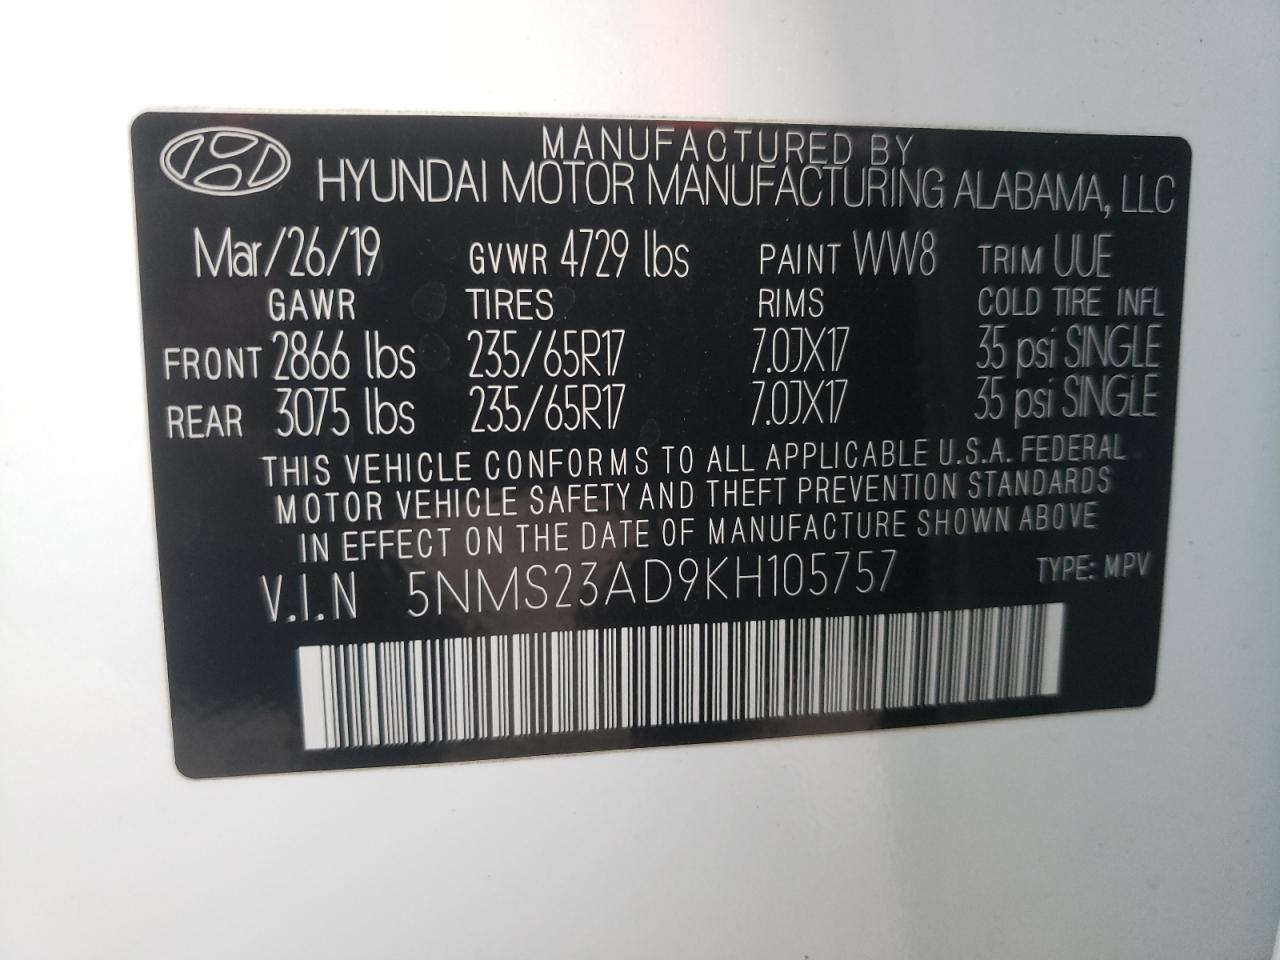 MANUFACTURED BY
HYUNDAI MOTOR MANUFACTURING ALABAMA, LLC
Mar/26/19 GVWR 4729 lbs PAINT WW8 TRIM UUE
GAWR TIRES RIMS COLD TIRE INFL
FRONT 2866 lbs 235/65R17 7.0JX17 35 psi SINGLE
REAR 3075 lbs 235/65R17 7.0JX17 35 psi SINGLE
THIS VEHICLE CONFORMS TO ALL APPLICABLE U.S.A. FEDERAL
MOTOR VEHICLE SAFETY AND THEFT PREVENTION STANDARDS
IN EFFECT ON THE DATE OF MANUFACTURE SHOWN ABOVE
V.I.N 5NMS23AD9KH105757 TYPE: MPV